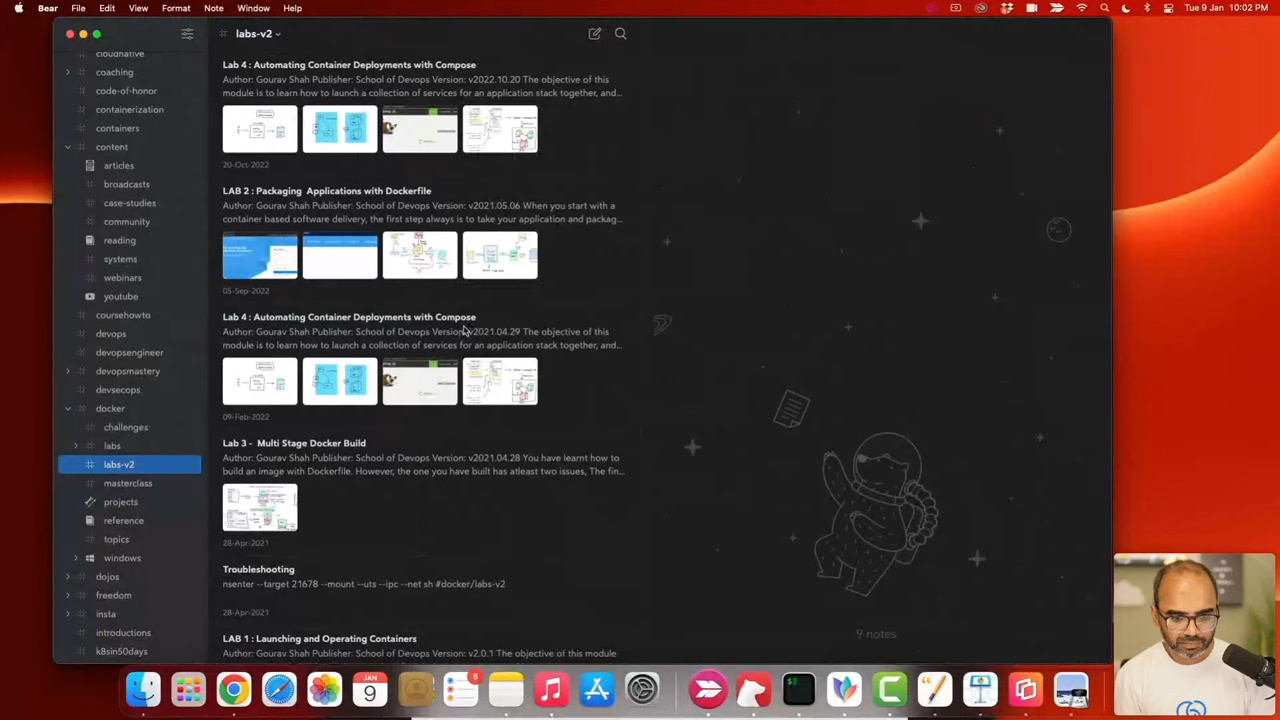 Bear File Edit View Format Note Window Help
Tue 9 Jan 10:02 PM
cloudnative
coaching
code-of-honor
containerization
containers
content
articles
broadcasts
case-studies
community
reading
systems
webinars
youtube
coursehowto
devops
devopsengineer
devopsmastery
devsecops
docker
challenges
labs
labs-v2
masterclass
projects
reference
topics
windows
dojos
freedom
insta
introductions
k8sin50days
labs-v2
Lab 4 : Automating Container Deployments with Compose
Author: Gourav Shah Publisher: School of Devops Version: v2022.10.20 The objective of this
module is to learn how to launch a collection of services for an application stack together, and...
20-Oct-2022
LAB 2 : Packaging Applications with Dockerfile
Author: Gourav Shah Publisher: School of Devops Version: v2021.05.06 When you start with a
container based software delivery, the first step always is to take your application and packag...
05-Sep-2022
Lab 4 : Automating Container Deployments with Compose
Author: Gourav Shah Publisher: School of Devops Version: v2021.04.29 The objective of this
module is to learn how to launch a collection of services for an application stack together, and...
09-Feb-2022
Lab 3 - Multi Stage Docker Build
Author: Gourav Shah Publisher: School of Devops Version: v2021.04.28 You have learnt how to
build an image with Dockerfile. However, the one you have built has atleast two issues, The fin...
28-Apr-2021
Troubleshooting
nsenter --target 21678 --mount --uts --ipc --net sh #docker/labs-v2
28-Apr-2021
LAB 1 : Launching and Operating Containers
Author: Gourav Shah Publisher: School of Devops Version: v2.0.1 The objective of this module
9 notes
JAN
9
8